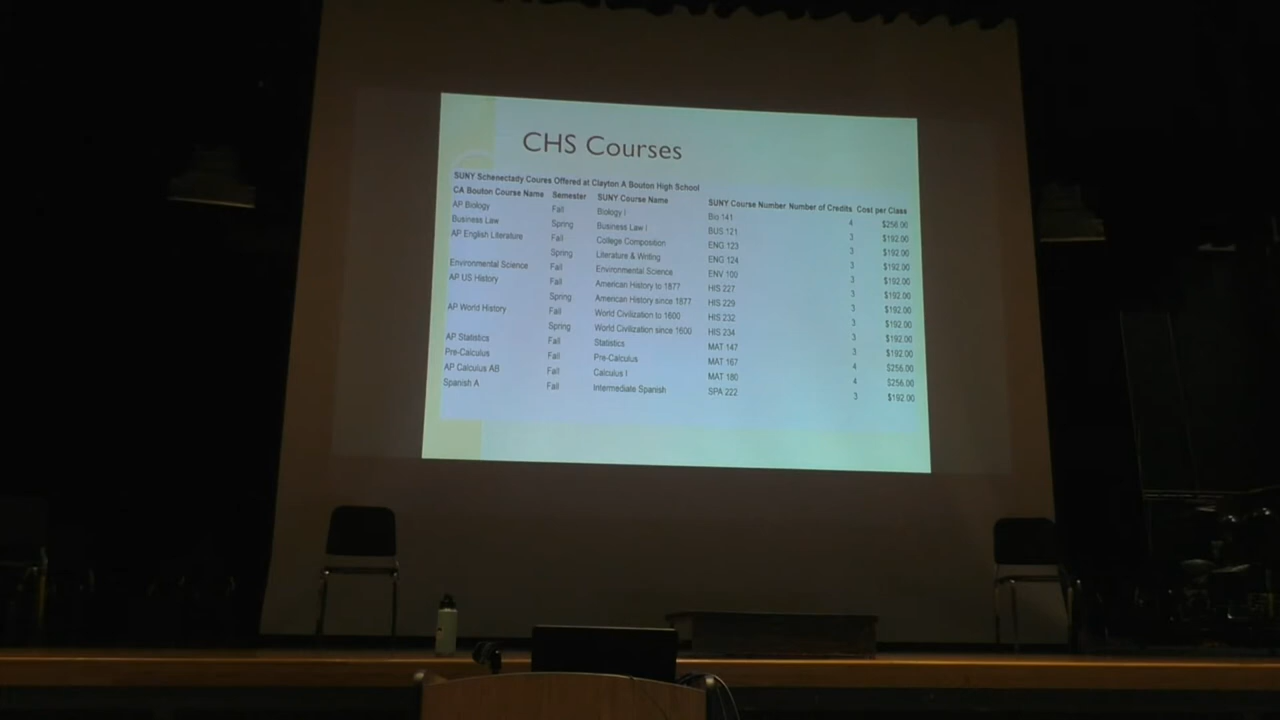 CHS Courses
SUNY Schenectady Coures Offered at Clayton A Bouton High School
CA Bouton Course Name Semester SUNY Course Name SUNY Course Number Number of Credits Cost per Class
AP Biology Fall Biology I Bio 141 4 $256.00
Business Law Spring Business Law I BUS 121 3 $192.00
AP English Literature Fall College Composition ENG 123 3 $192.00
Spring Literature & Writing ENG 124 3 $192.00
Environmental Science Fall Environmental Science ENV 100 3 $192.00
AP US History Fall American History to 1877 HIS 227 3 $192.00
Spring American History since 1877 HIS 229 3 $192.00
AP World History Fall World Civilization to 1600 HIS 232 3 $192.00
Spring World Civilization since 1600 HIS 234 3 $192.00
AP Statistics Fall Statistics MAT 147 3 $192.00
Pre-Calculus Fall Pre-Calculus MAT 167 4 $256.00
AP Calculus AB Fall Calculus I MAT 180 4 $256.00
Spanish A Fall Intermediate Spanish SPA 222 3 $192.00